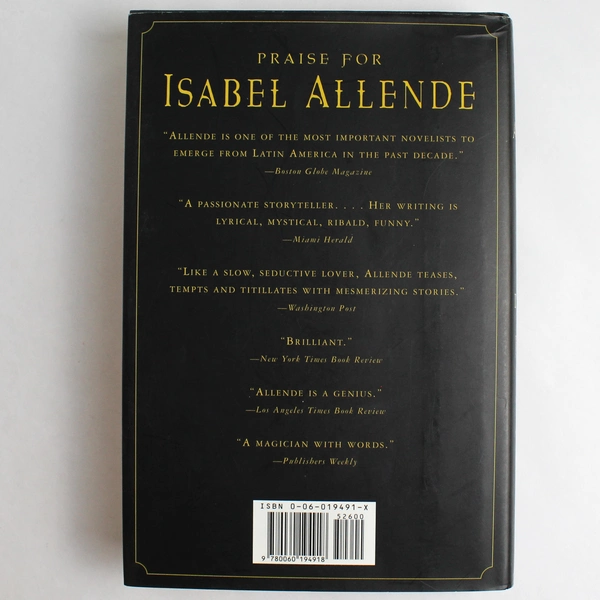 PRAISE FOR
ISABEL ALLENDE
"ALLENDE IS ONE OF THE MOST IMPORTANT NOVELISTS TO
EMERGE FROM LATIN AMERICA IN THE PAST DECADE."
—Boston Globe Magazine
"A PASSIONATE STORYTELLER. . . . HER WRITING IS
LYRICAL, MYSTICAL, RIBALD, FUNNY."
—Miami Herald
"LIKE A SLOW, SEDUCTIVE LOVER, ALLENDE TEASES,
TEMPTS AND TITILLATES WITH MESMERIZING STORIES."
—Washington Post
"BRILLIANT."
—New York Times Book Review
"ALLENDE IS A GENIUS."
—Los Angeles Times Book Review
"A MAGICIAN WITH WORDS."
—Publishers Weekly
ISBN 0-06-019491-X
52600
9 780060 194918